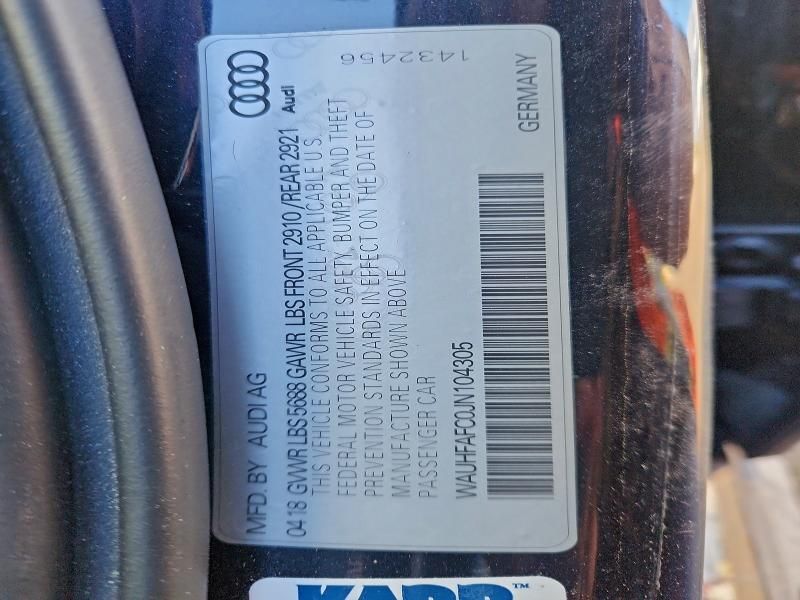 Audi
1432456
MFD. BY AUDI AG
04 18 GVWR LBS 5688 GAWR LBS FRONT 2910 /REAR 2921
THIS VEHICLE CONFORMS TO ALL APPLICABLE U.S.
FEDERAL MOTOR VEHICLE SAFETY, BUMPER AND THEFT
PREVENTION STANDARDS IN EFFECT ON THE DATE OF
MANUFACTURE SHOWN ABOVE
PASSENGER CAR
WAUHFAFC0JN104305
GERMANY
KARR™